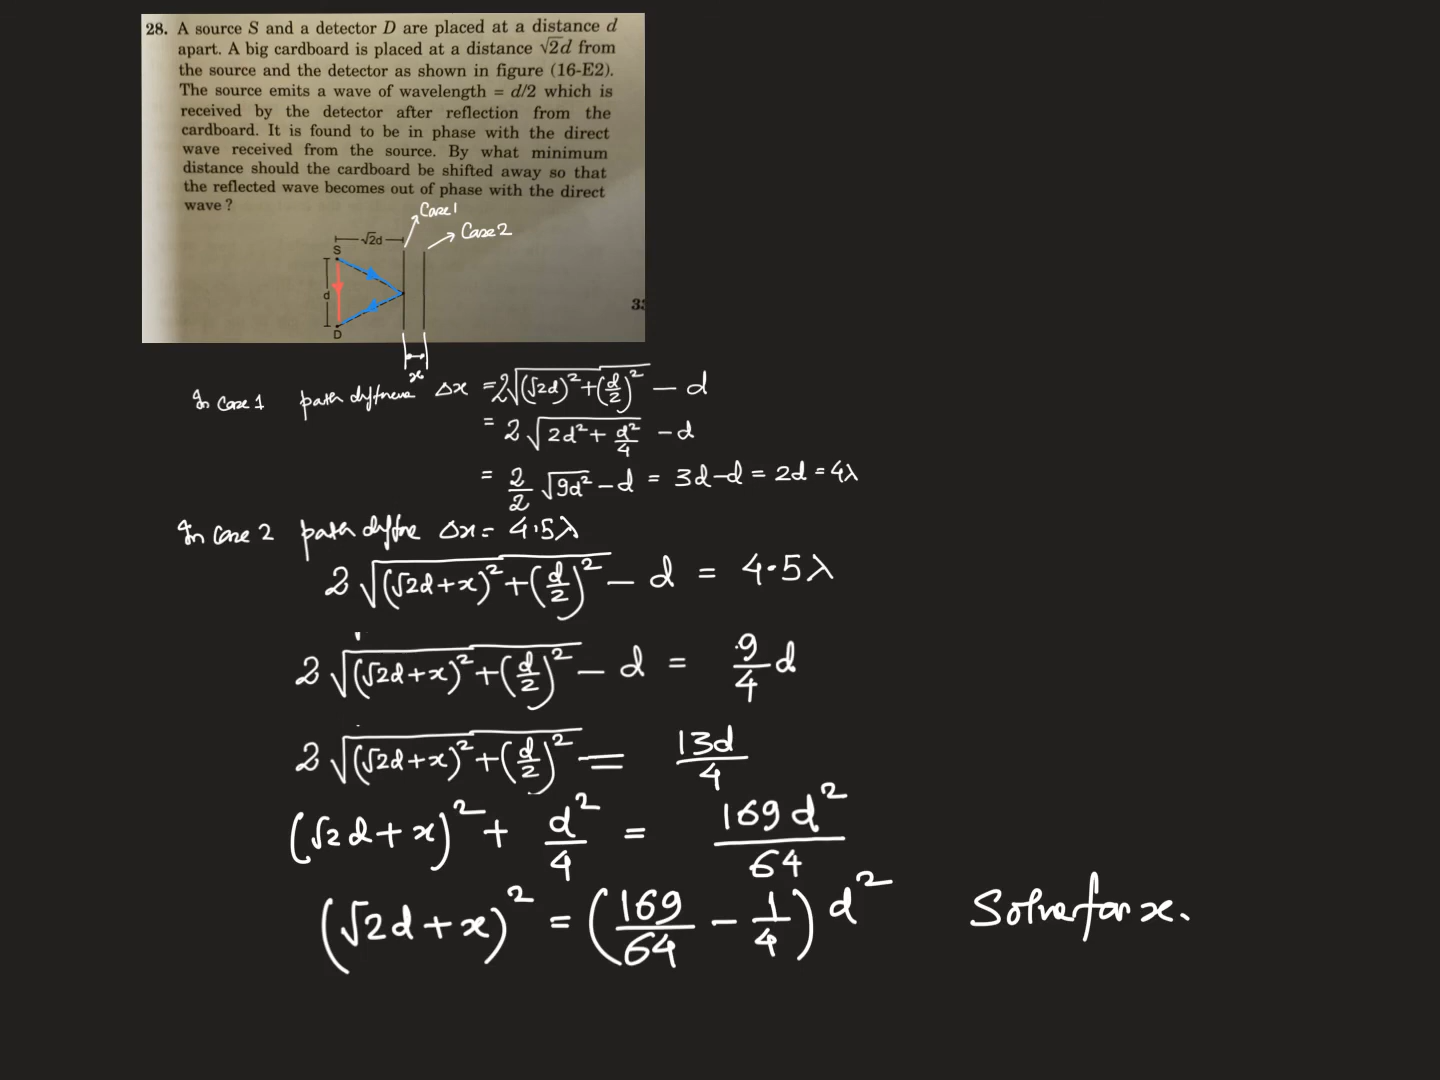 28. A source S and a detector D are placed at a distance d
apart. A big cardboard is placed at a distance √2d from
the source and the detector as shown in figure (16-E2).
The source emits a wave of wavelength = d/2 which is
received by the detector after reflection from the
cardboard. It is found to be in phase with the direct
wave received from the source. By what minimum
distance should the cardboard be shifted away so that
the reflected wave becomes out of phase with the direct
wave ?
Case 1
Case 2
√2d
S
d
D
x
In Case 1 path difference Δx = 2√((√2d)² + (d/2)²) – d
= 2√(2d² + d²/4) – d
= 2/2 √9d² – d = 3d–d = 2d = 4λ
In Case 2 path diffre Δx = 4.5λ
2√((√2d+x)² + (d/2)²) – d = 4.5λ
2√((√2d+x)² + (d/2)²) – d = 9/4 d
2√((√2d+x)² + (d/2)²) = 13d/4
(√2d+x)² + d²/4 = 169d²/64
(√2d+x)² = (169/64 – 1/4) d² Solve for x.